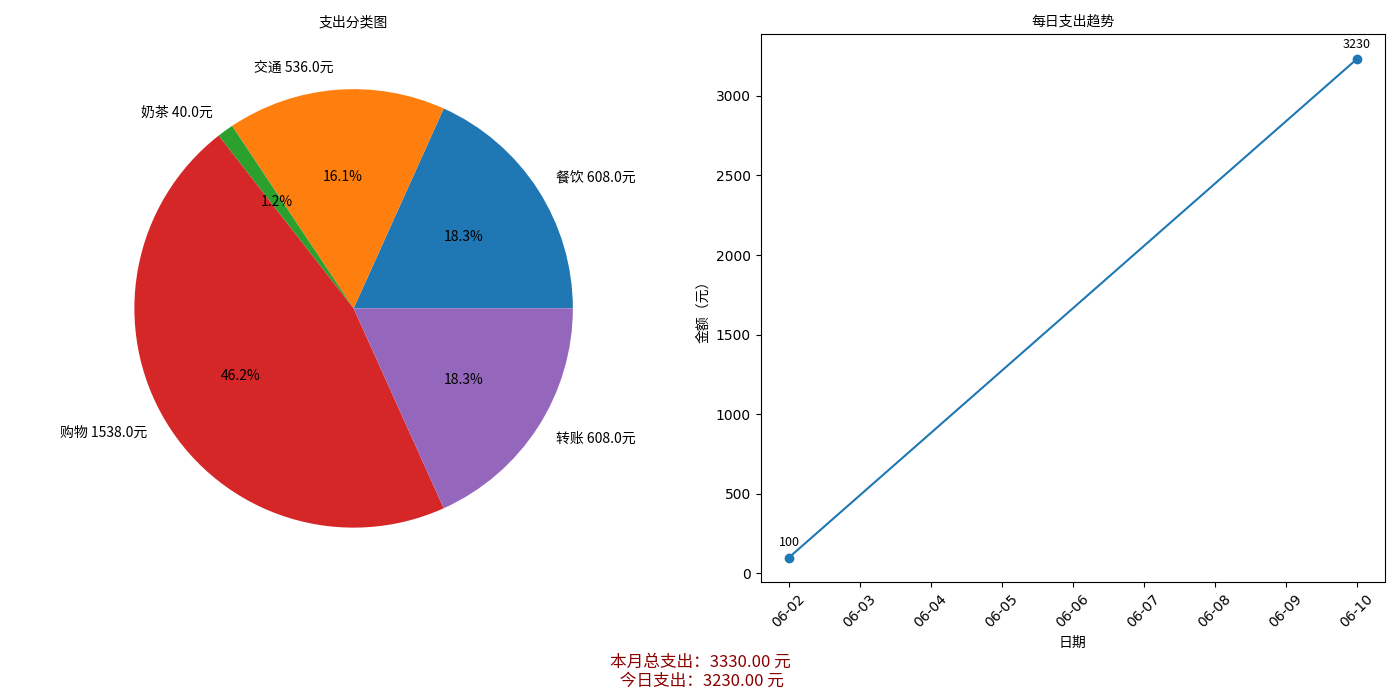 支出分类图
交通 536.0元
奶茶 40.0元
餐饮 608.0元
16.1%
1.2%
18.3%
46.2%
18.3%
购物 1538.0元
转账 608.0元
每日支出趋势
3230
3000
2500
2000
金额（元）
1500
1000
500
100
0
06-02
06-03
06-04
06-05
06-06
06-07
06-08
06-09
06-10
日期
本月总支出：3330.00 元
今日支出：3230.00 元